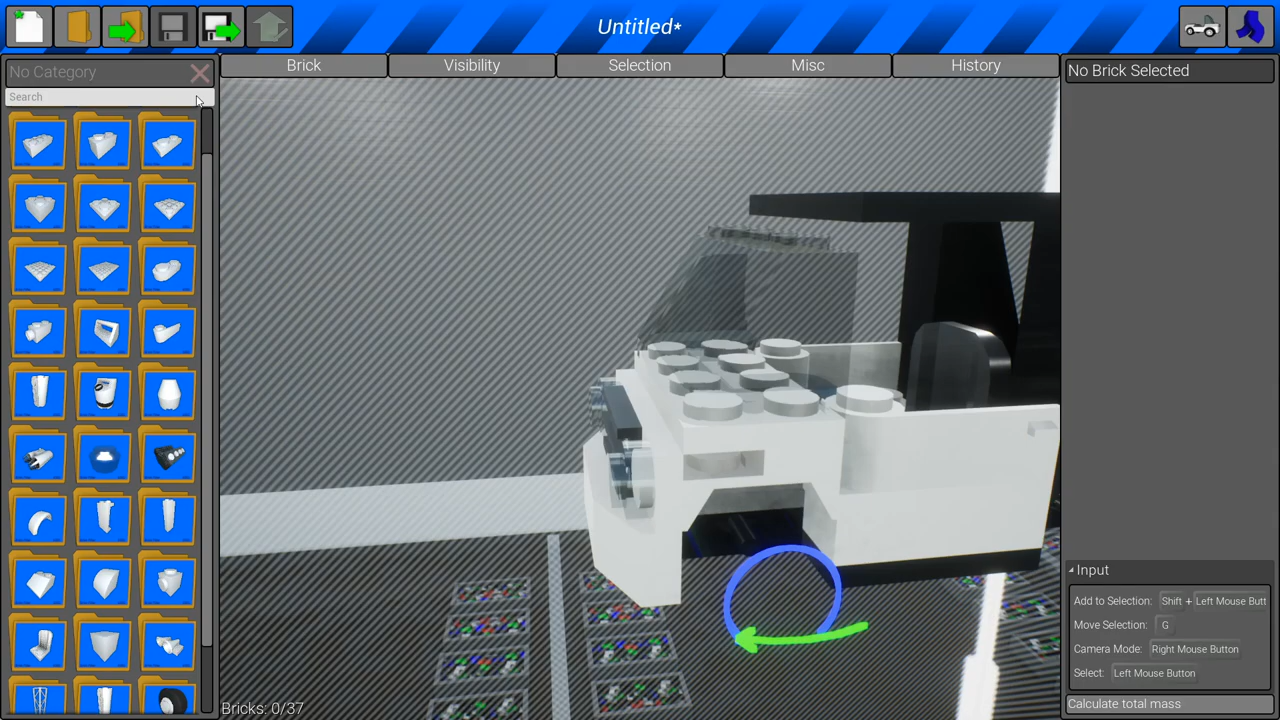 Untitled*
No Category
Search
Brick
Visibility
Selection
Misc
History
No Brick Selected
Input
Add to Selection: Shift + Left Mouse Butt
Move Selection: G
Camera Mode: Right Mouse Button
Select: Left Mouse Button
Calculate total mass
Bricks: 0/37